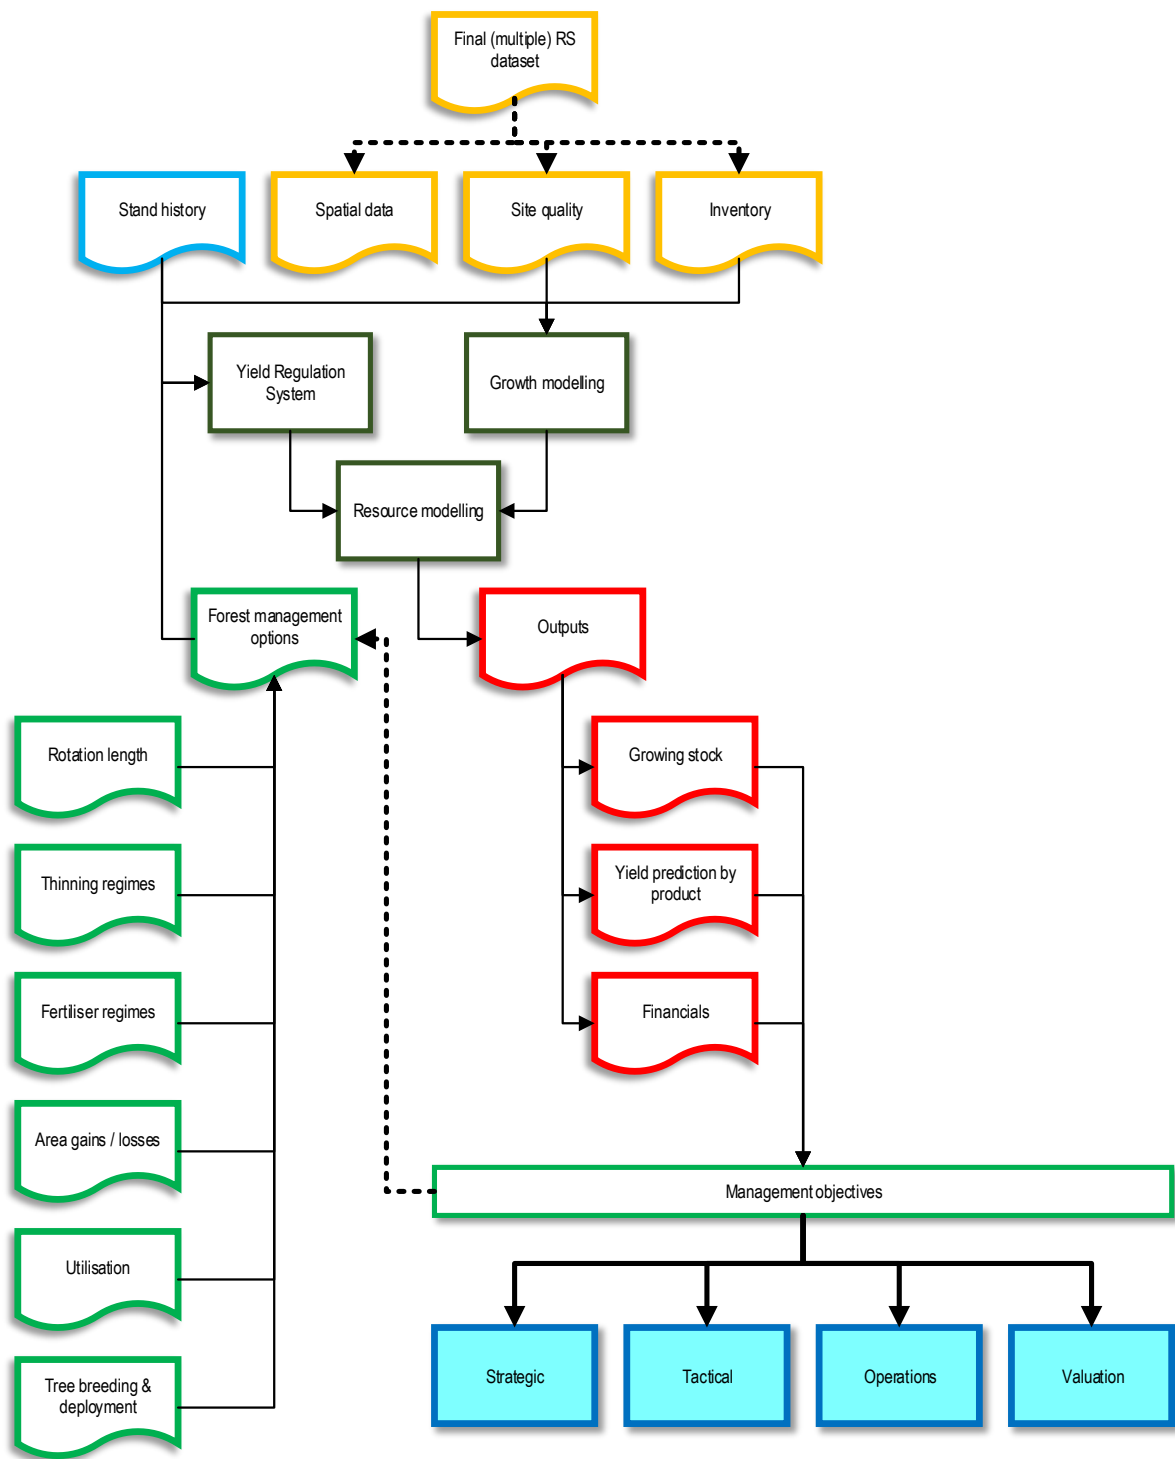 Final (multiple) RS
dataset
Stand history
Spatial data
Site quality
Inventory
Yield Regulation
System
Growth modelling
Resource modelling
Forest management
options
Outputs
Rotation length
Growing stock
Thinning regimes
Yield prediction by
product
Fertiliser regimes
Financials
Area gains / losses
Management objectives
Utilisation
Tree breeding &
deployment
Strategic
Tactical
Operations
Valuation